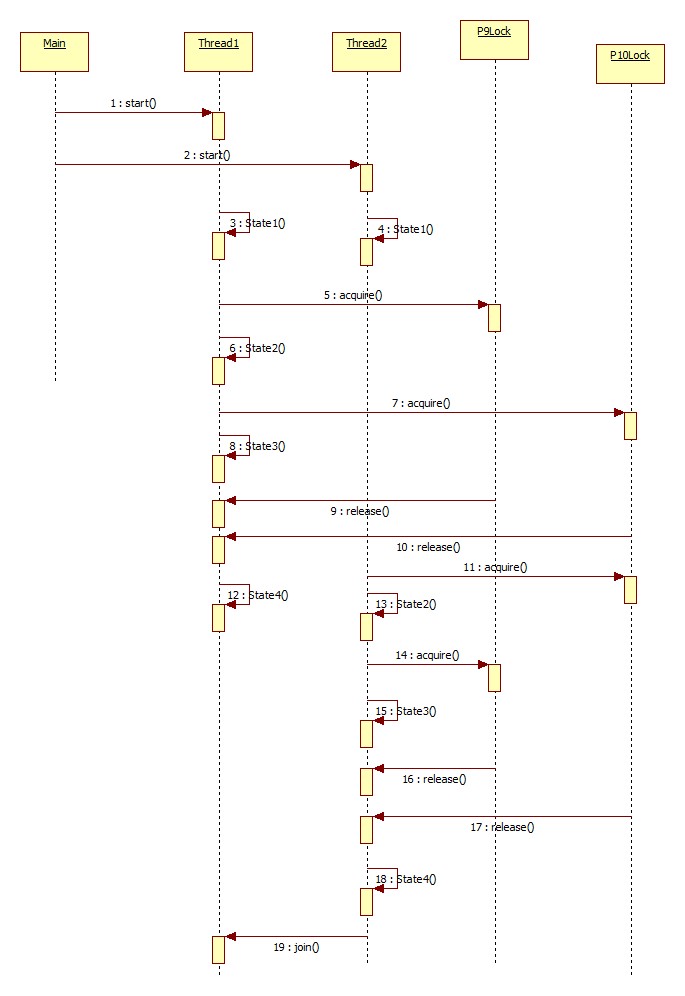 Main
Thread1
Thread2
P9Lock
P10Lock
1 : start()
2 : start()
3 : State1()
4 : State1()
5 : acquire()
6 : State2()
7 : acquire()
8 : State3()
9 : release()
10 : release()
11 : acquire()
12 : State4()
13 : State2()
14 : acquire()
15 : State3()
16 : release()
17 : release()
18 : State4()
19 : join()